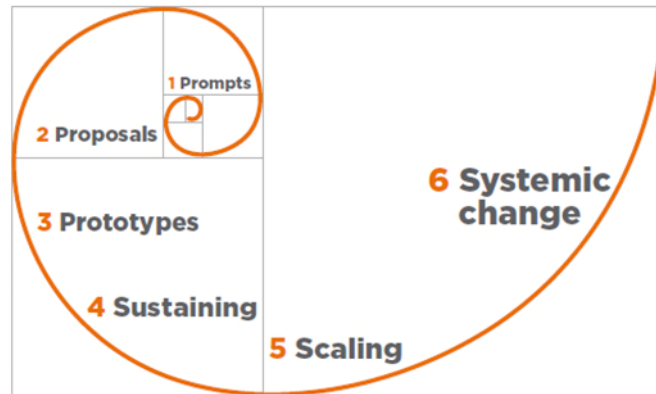 1 Prompts
2 Proposals
3 Prototypes
4 Sustaining
5 Scaling
6 Systemic
change